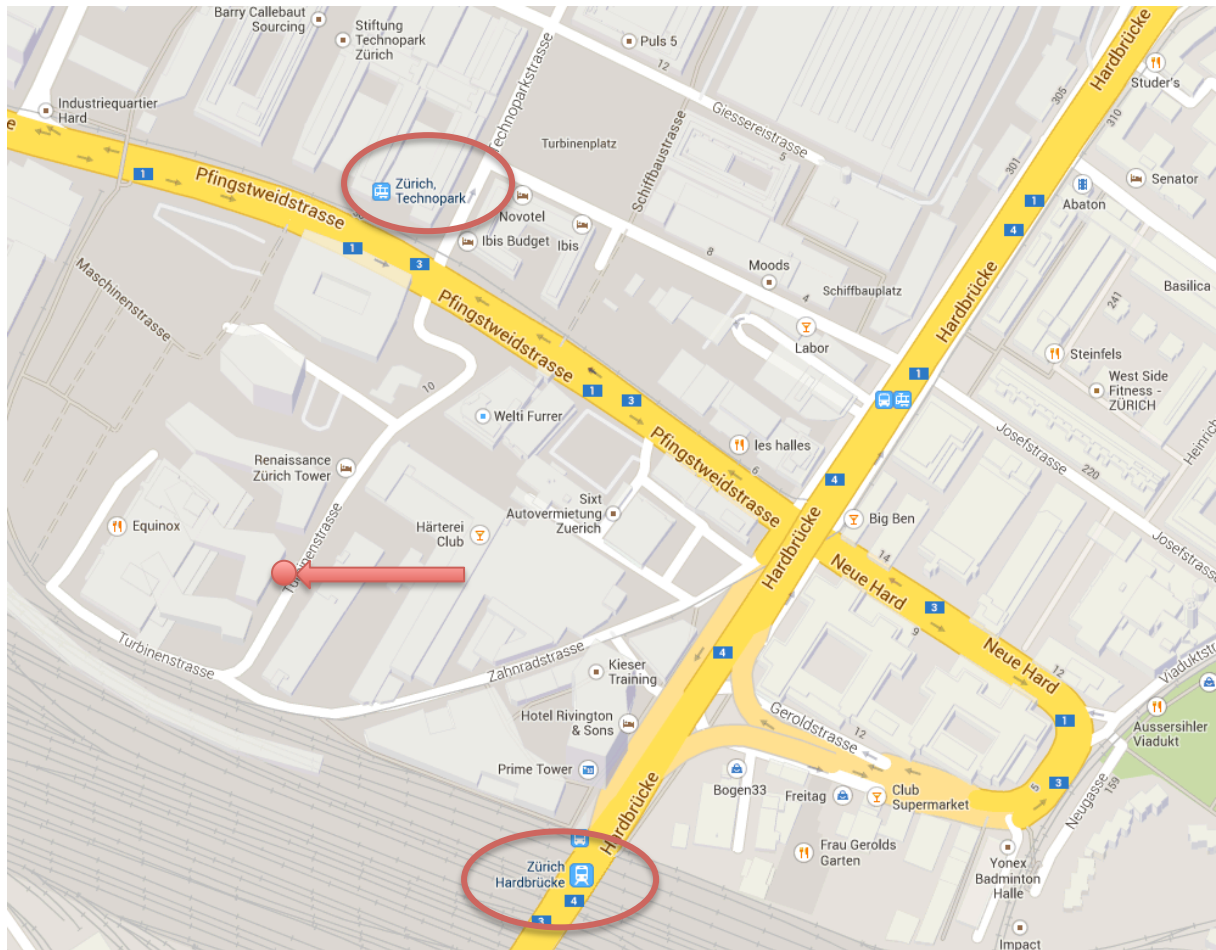 Barry Callebaut
Sourcing
Stiftung
Technopark
Zürich
Puls 5
12
Hardbrücke
Studer's
Industriequartier
Hard
Technoparkstrasse
Giessereistrasse
305
310
Turbinenplatz
5
Schiffbaustrasse
301
Senator
1
Pfingstweidstrasse
Zürich,
Technopark
Novotel
Abaton
1
4
Ibis Budget
Ibis
8
Moods
Hardbrücke
1
3
Maschinenstrasse
4
Schiffbauplatz
241
Basilica
Pfingstweidstrasse
Labor
Steinfels
10
1
3
1
West Side
Fitness -
ZÜRICH
Welti Furrer
Pfingstweidstrasse
les halles
Josefstrasse
Heinrich
Renaissance
Zürich Tower
6
4
220
Equinox
Härterei
Club
Sixt
Autovermietung
Zuerich
Hardbrücke
Big Ben
Josefstrasse
14
Turbinenstrasse
Neue Hard
3
9
Turbinenstrasse
Zahnradstrasse
4
Neue Hard
12
Viaduktstr
Kieser
Training
Geroldstrasse
12
1
Hotel Rivington
& Sons
Aussersihler
Viadukt
Prime Tower
Hardbrücke
Bogen33
Freitag
Club
Supermarket
5
3
Neugasse
159
Zürich
Hardbrücke
Frau Gerolds
Garten
Yonex
Badminton
Halle
4
3
Impact